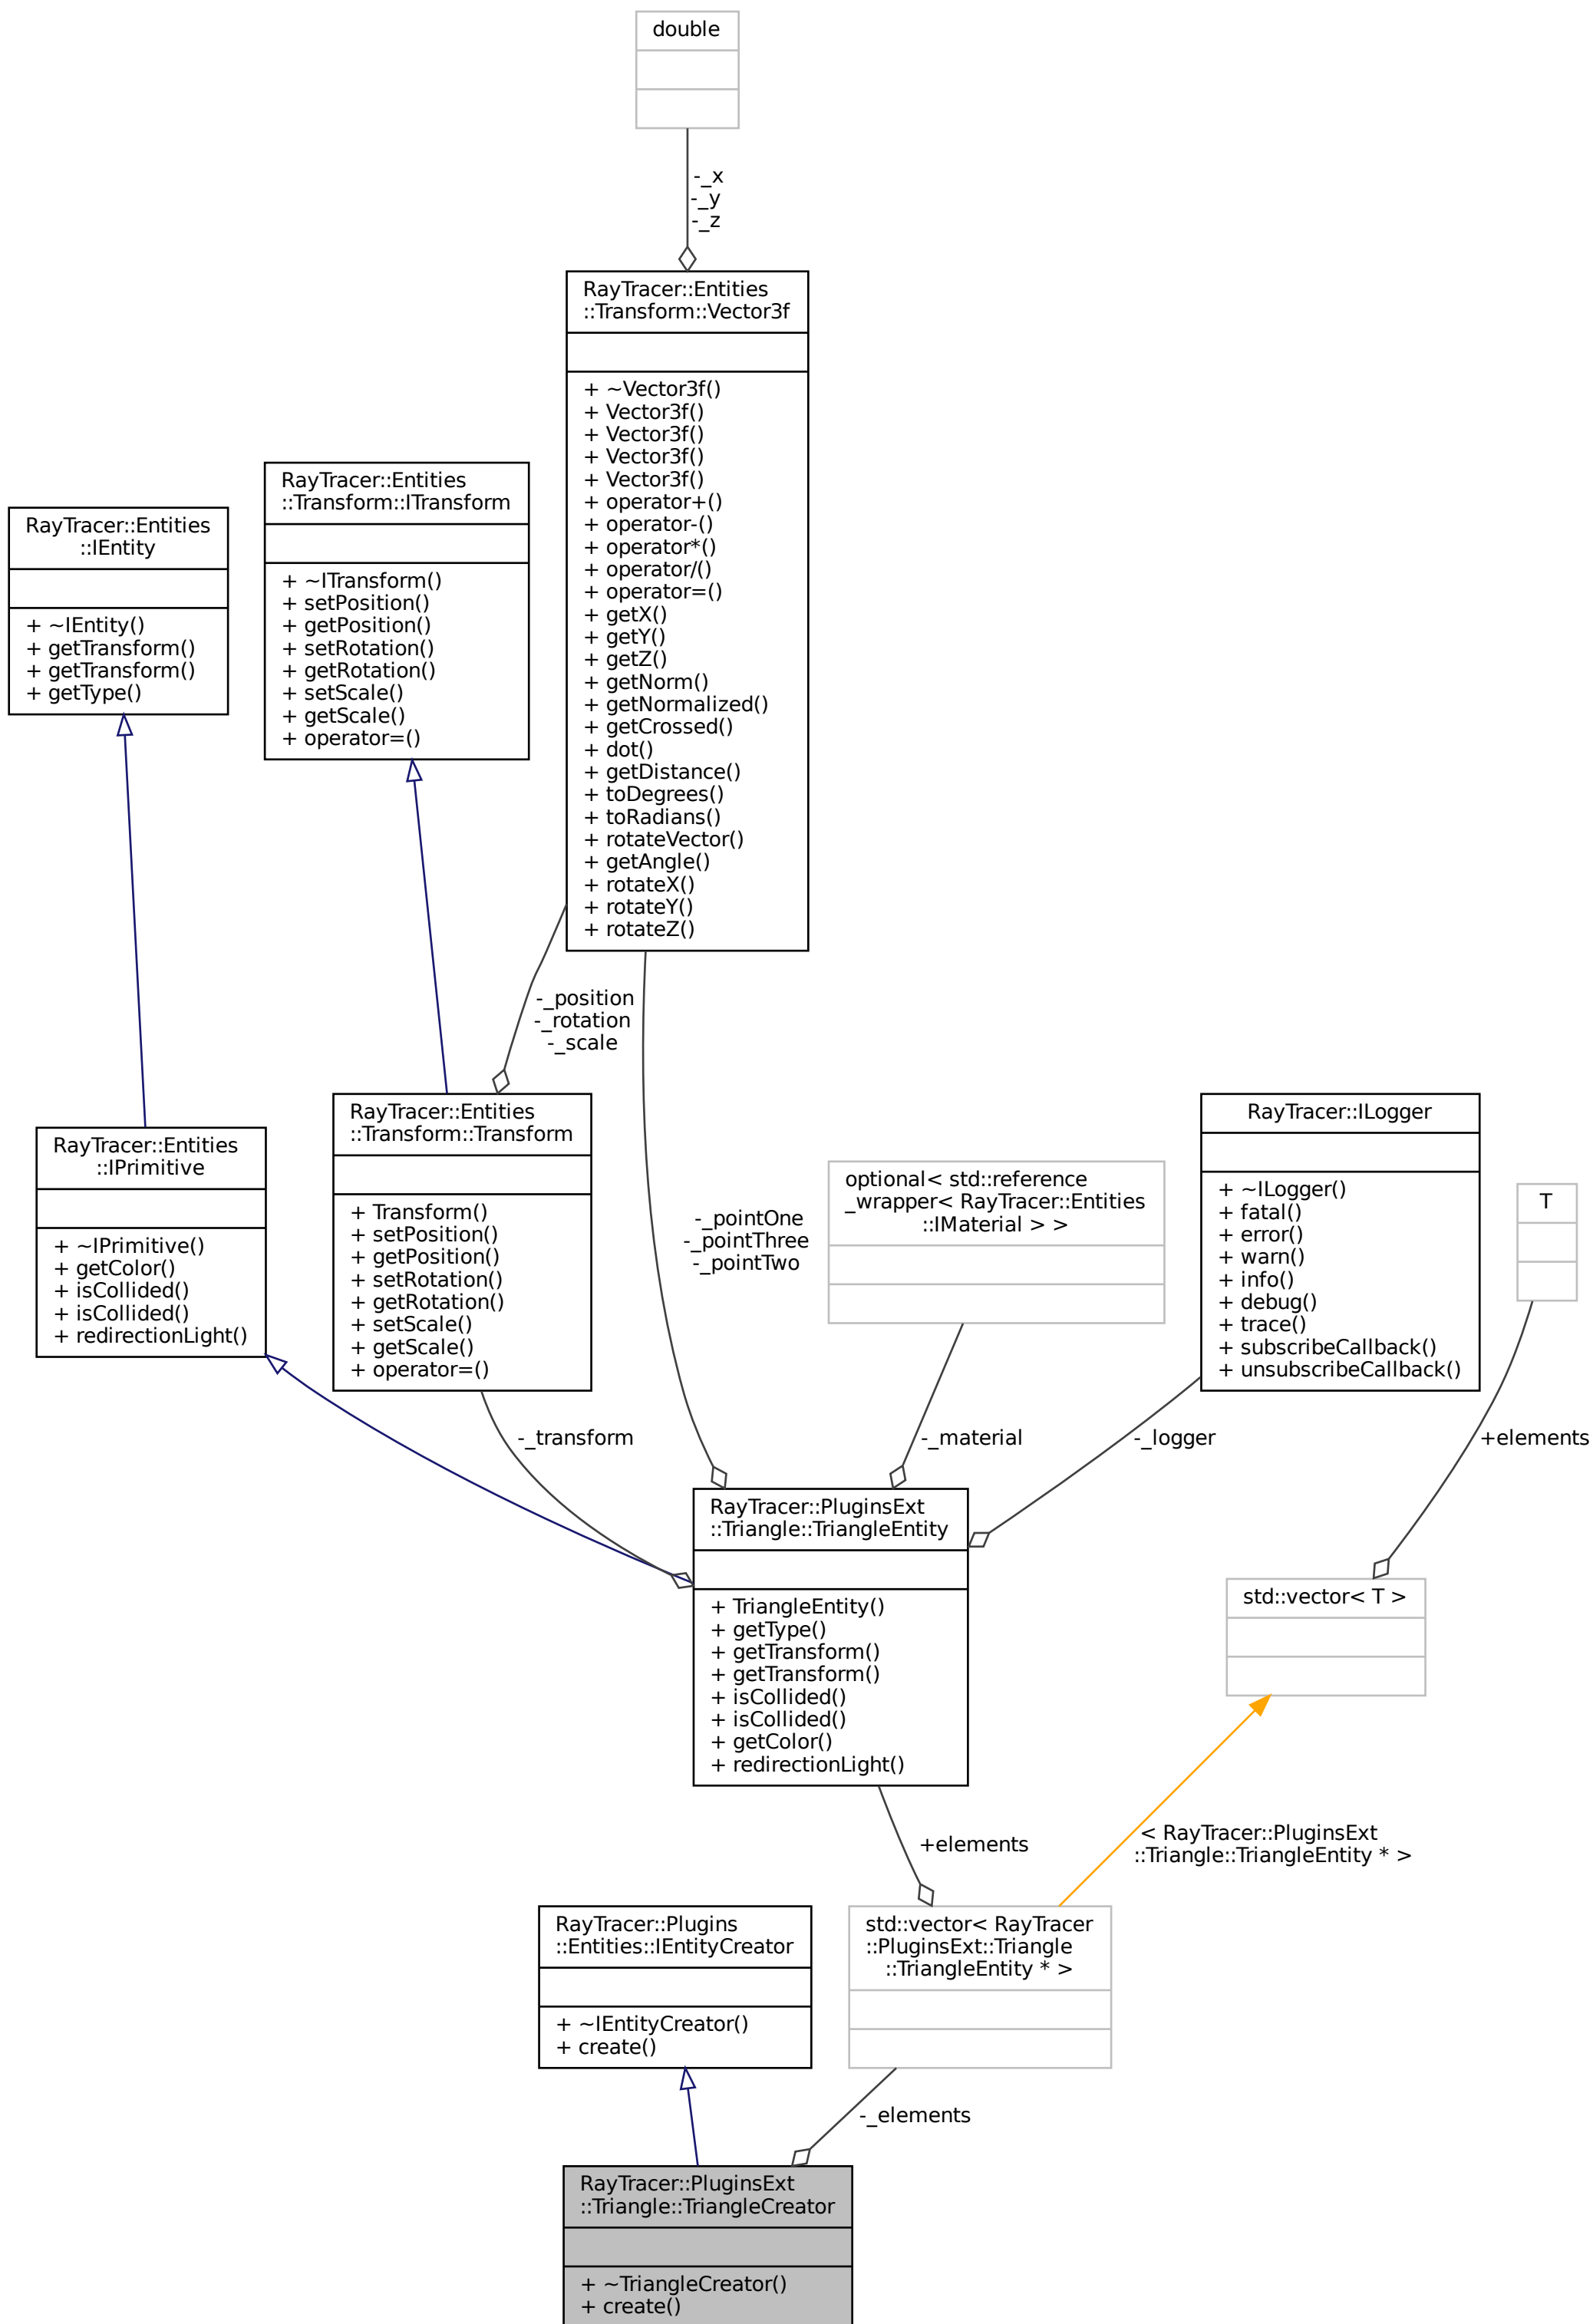 double
-_x
-_y
-_z
RayTracer::Entities
::Transform::Vector3f
+ ~Vector3f()
+ Vector3f()
+ Vector3f()
+ Vector3f()
+ Vector3f()
+ operator+()
+ operator-()
+ operator*()
+ operator/()
+ operator=()
+ getX()
+ getY()
+ getZ()
+ getNorm()
+ getNormalized()
+ getCrossed()
+ dot()
+ getDistance()
+ toDegrees()
+ toRadians()
+ rotateVector()
+ getAngle()
+ rotateX()
+ rotateY()
+ rotateZ()
RayTracer::Entities
::Transform::ITransform
+ ~ITransform()
+ setPosition()
+ getPosition()
+ setRotation()
+ getRotation()
+ setScale()
+ getScale()
+ operator=()
RayTracer::Entities
::IEntity
+ ~IEntity()
+ getTransform()
+ getTransform()
+ getType()
-_position
-_rotation
-_scale
RayTracer::Entities
::IPrimitive
+ ~IPrimitive()
+ getColor()
+ isCollided()
+ isCollided()
+ redirectionLight()
RayTracer::Entities
::Transform::Transform
+ Transform()
+ setPosition()
+ getPosition()
+ setRotation()
+ getRotation()
+ setScale()
+ getScale()
+ operator=()
-_pointOne
-_pointThree
-_pointTwo
optional< std::reference
_wrapper< RayTracer::Entities
::IMaterial > >
RayTracer::ILogger
+ ~ILogger()
+ fatal()
+ error()
+ warn()
+ info()
+ debug()
+ trace()
+ subscribeCallback()
+ unsubscribeCallback()
T
-_transform
-_material
-_logger
+elements
RayTracer::PluginsExt
::Triangle::TriangleEntity
+ TriangleEntity()
+ getType()
+ getTransform()
+ getTransform()
+ isCollided()
+ isCollided()
+ getColor()
+ redirectionLight()
std::vector< T >
+elements
< RayTracer::PluginsExt
::Triangle::TriangleEntity * >
RayTracer::Plugins
::Entities::IEntityCreator
+ ~IEntityCreator()
+ create()
std::vector< RayTracer
::PluginsExt::Triangle
::TriangleEntity * >
-_elements
RayTracer::PluginsExt
::Triangle::TriangleCreator
+ ~TriangleCreator()
+ create()